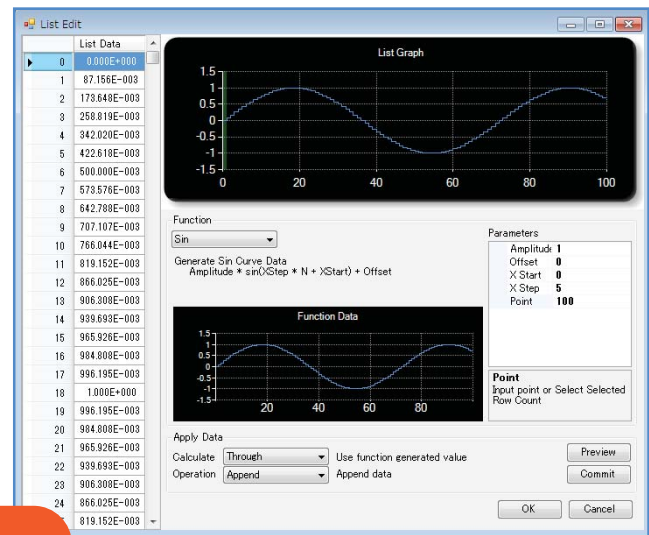 List Edit
List Data
0 0.000E+000
1 87.156E-003
2 173.648E-003
3 258.819E-003
4 342.020E-003
5 422.618E-003
6 500.000E-003
7 573.576E-003
8 642.788E-003
9 707.107E-003
10 766.044E-003
11 819.152E-003
12 866.025E-003
13 906.308E-003
14 939.693E-003
15 965.926E-003
16 984.808E-003
17 996.195E-003
18 1.000E+000
19 996.195E-003
20 984.808E-003
21 965.926E-003
22 939.693E-003
23 906.308E-003
24 866.025E-003
819.152E-003
List Graph
1.5
1
0.5
0
-0.5
-1
-1.5
0 20 40 60 80 100
Function
Sin
Generate Sin Curve Data
Amplitude * sin(XStep * N + XStart) + Offset
Parameters
Amplitude 1
Offset 0
X Start 0
X Step 5
Point 100
Function Data
1.5
1
0.5
0
-0.5
-1
-1.5
20 40 60 80
Point
Input point or Select Selected
Row Count
Apply Data
Calculate Through Use function generated value
Operation Append Append data
Preview
Commit
OK Cancel